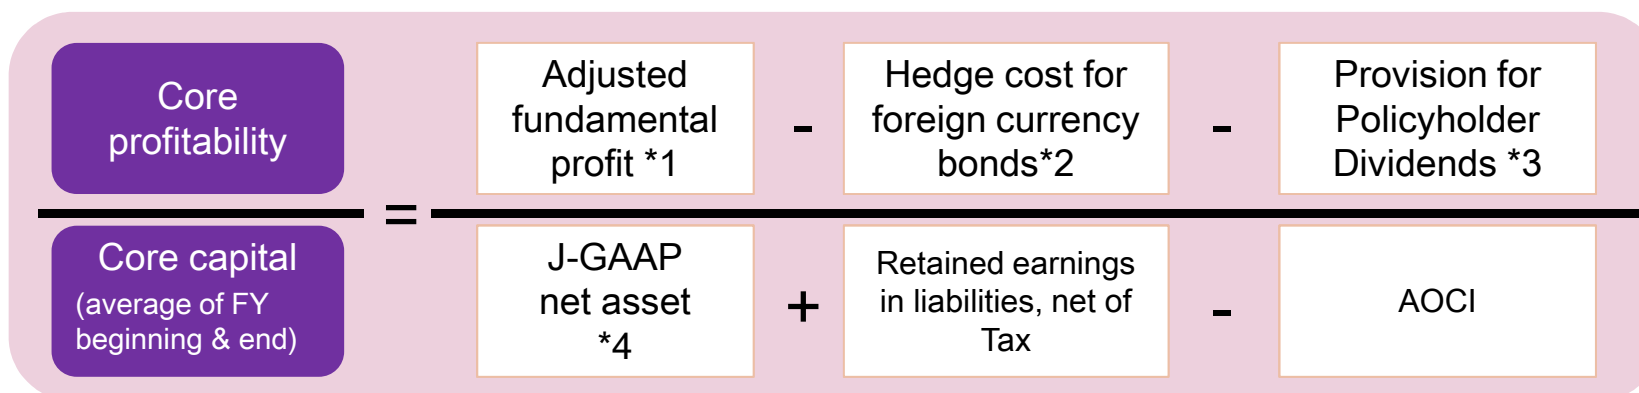 Core
profitability
Adjusted
fundamental
profit *1
-
Hedge cost for
foreign currency
bonds*2
-
Provision for
Policyholder
Dividends *3
=
Core capital
(average of FY
beginning & end)
J-GAAP
net asset
*4
+
Retained earnings
in liabilities, net of
Tax
-
AOCI